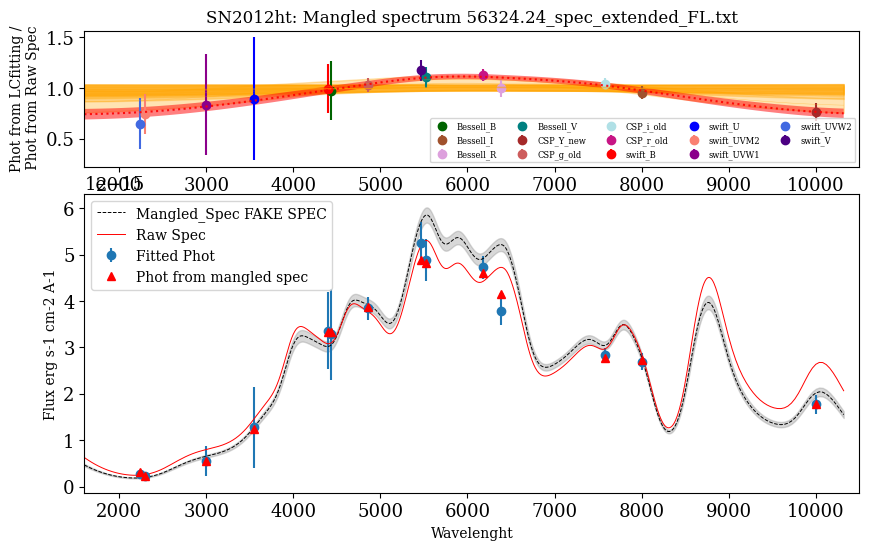 SN2012ht: Mangled spectrum 56324.24_spec_extended_FL.txt
Phot from LCfitting /
Phot from Raw Spec
1.5
1.0
0.5
Bessell_B
Bessell_I
Bessell_R
Bessell_V
CSP_Y_new
CSP_g_old
CSP_i_old
CSP_r_old
swift_B
swift_U
swift_UVM2
swift_UVW1
swift_UVW2
swift_V
2000 3000 4000 5000 6000 7000 8000 9000 10000
Flux erg s-1 cm-2 A-1
6
5
4
3
2
1
0
Mangled_Spec FAKE SPEC
Raw Spec
Fitted Phot
Phot from mangled spec
2000 3000 4000 5000 6000 7000 8000 9000 10000
Wavelenght